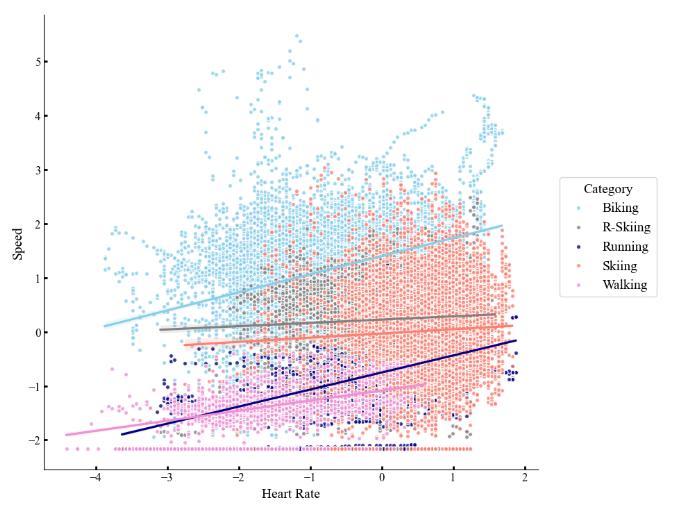 5
4
3
2
1
0
−1
−2
Speed
−4
−3
−2
−1
0
1
2
Heart Rate
Category
Biking
R-Skiing
Running
Skiing
Walking